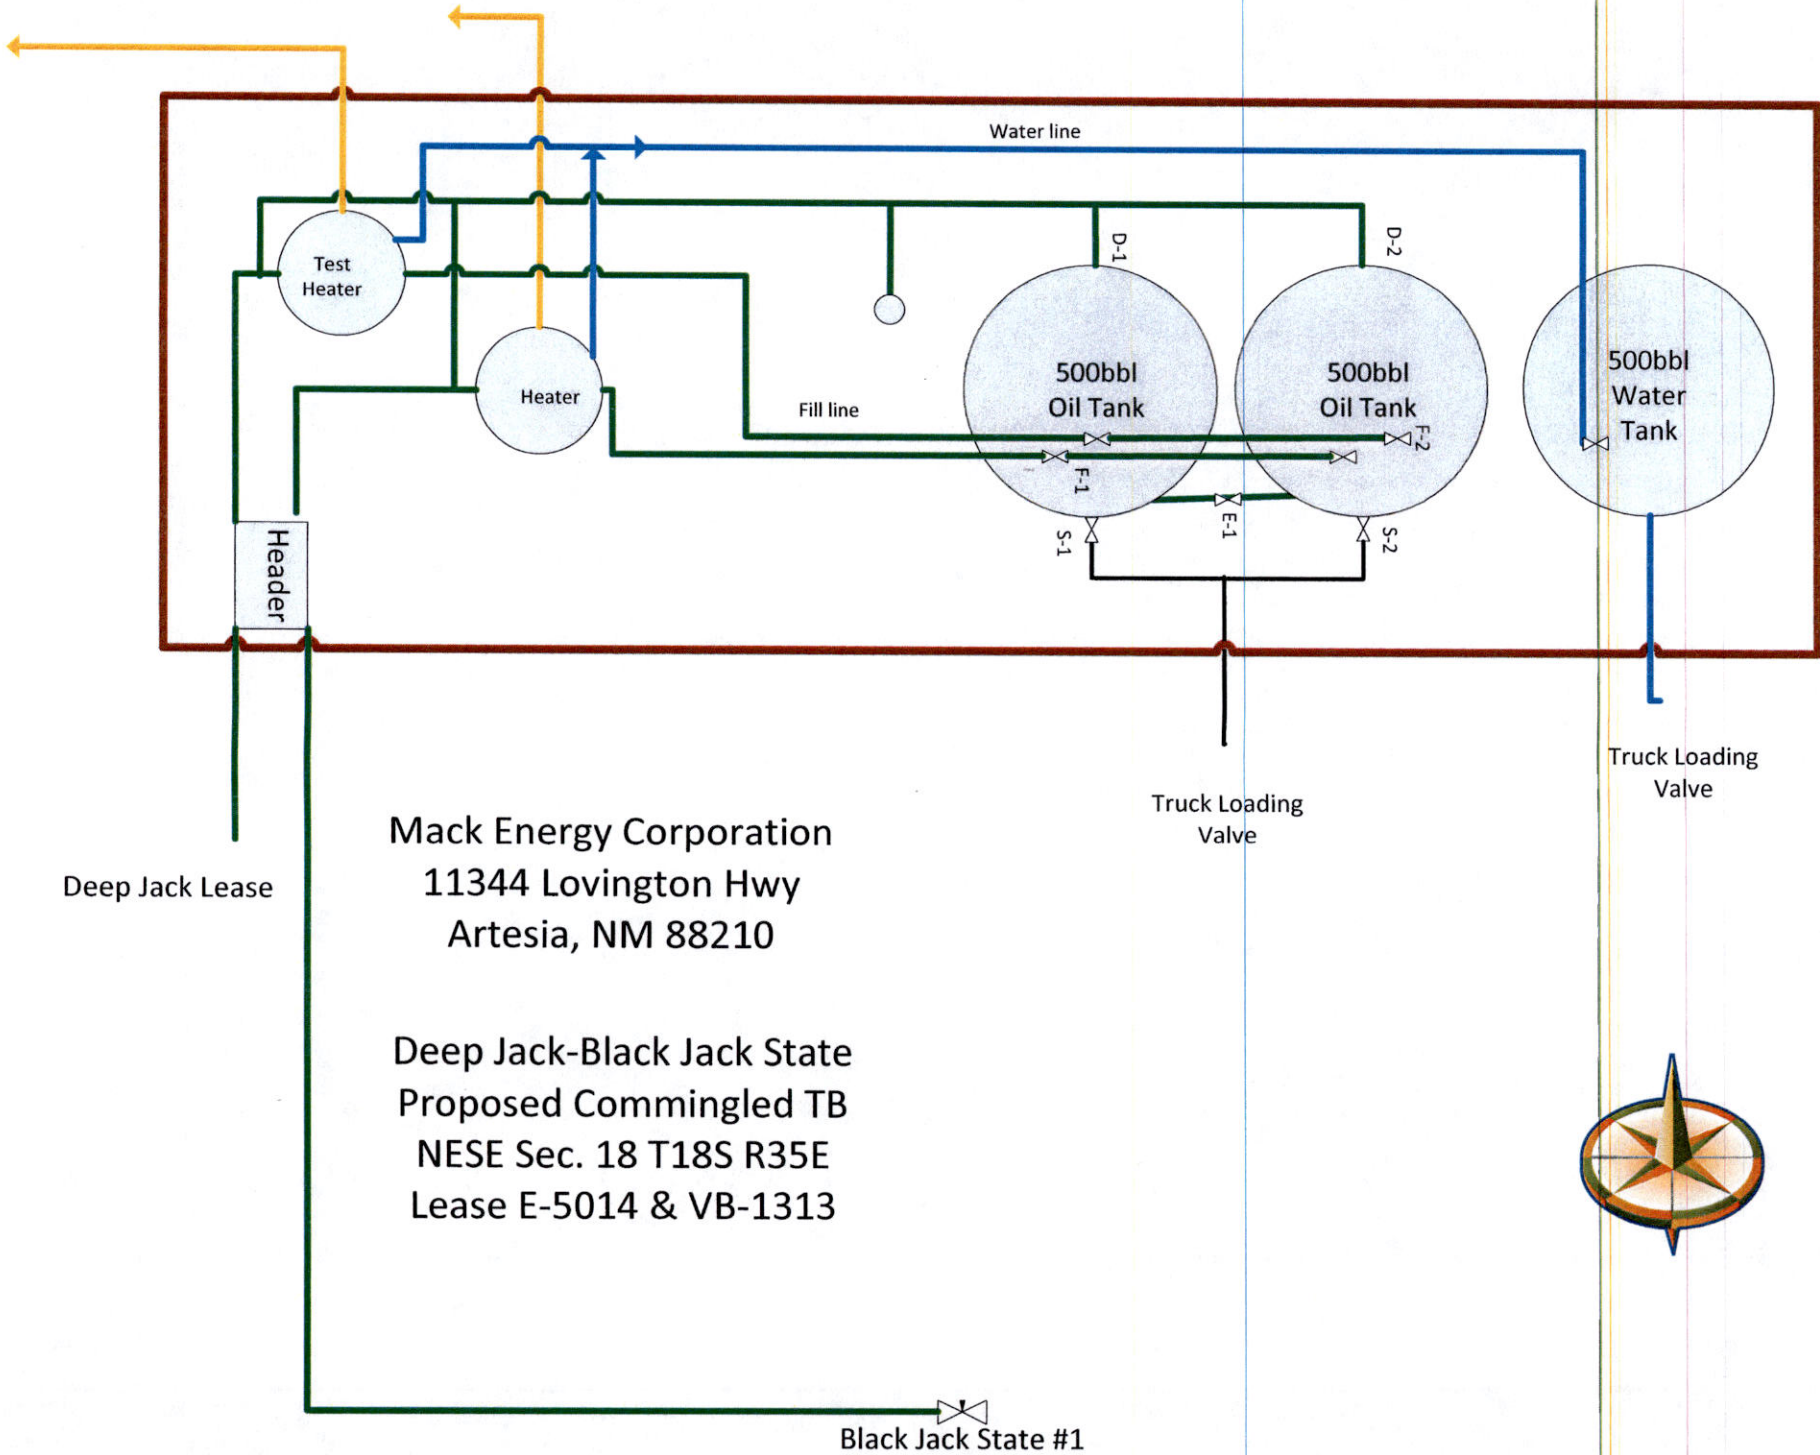 Water line
D-1
D-2
Test
Heater
Heater
Fill line
500bbl
Oil Tank
500bbl
Oil Tank
500bbl
Water
Tank
F-2
F-1
E-1
S-1
S-2
Header
Truck Loading
Valve
Truck Loading
Valve
Deep Jack Lease
Mack Energy Corporation
11344 Lovington Hwy
Artesia, NM 88210
Deep Jack-Black Jack State
Proposed Commingled TB
NESE Sec. 18 T18S R35E
Lease E-5014 & VB-1313
Black Jack State #1